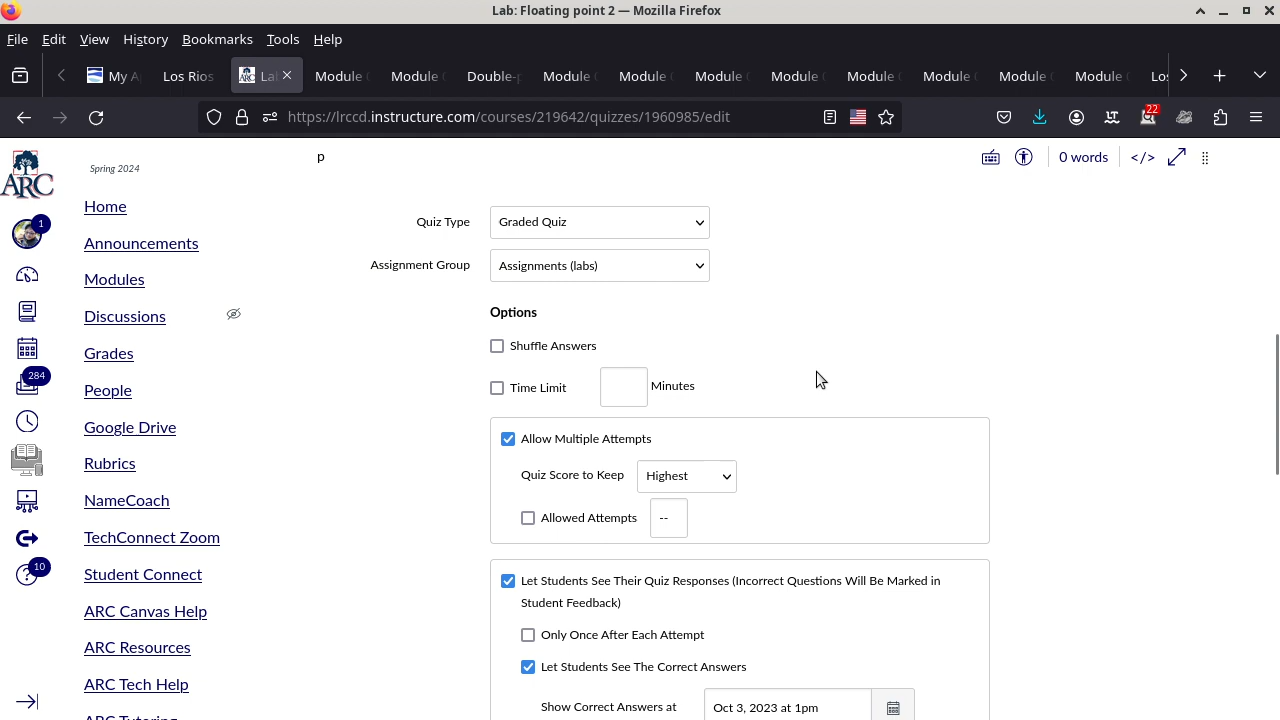 Lab: Floating point 2 — Mozilla Firefox
File Edit View History Bookmarks Tools Help
My A Los Rios Lab Module Module Double-p Module Module Module Module Module Module Module Module Los
https://lrccd.instructure.com/courses/219642/quizzes/1960985/edit
22
ARC
Spring 2024
p
0 words
</>
1
284
10
Home
Announcements
Modules
Discussions
Grades
People
Google Drive
Rubrics
NameCoach
TechConnect Zoom
Student Connect
ARC Canvas Help
ARC Resources
ARC Tech Help
ARC Tutoring
Quiz Type Graded Quiz
Assignment Group Assignments (labs)
Options
Shuffle Answers
Time Limit Minutes
Allow Multiple Attempts
Quiz Score to Keep Highest
Allowed Attempts --
Let Students See Their Quiz Responses (Incorrect Questions Will Be Marked in
Student Feedback)
Only Once After Each Attempt
Let Students See The Correct Answers
Show Correct Answers at Oct 3, 2023 at 1pm